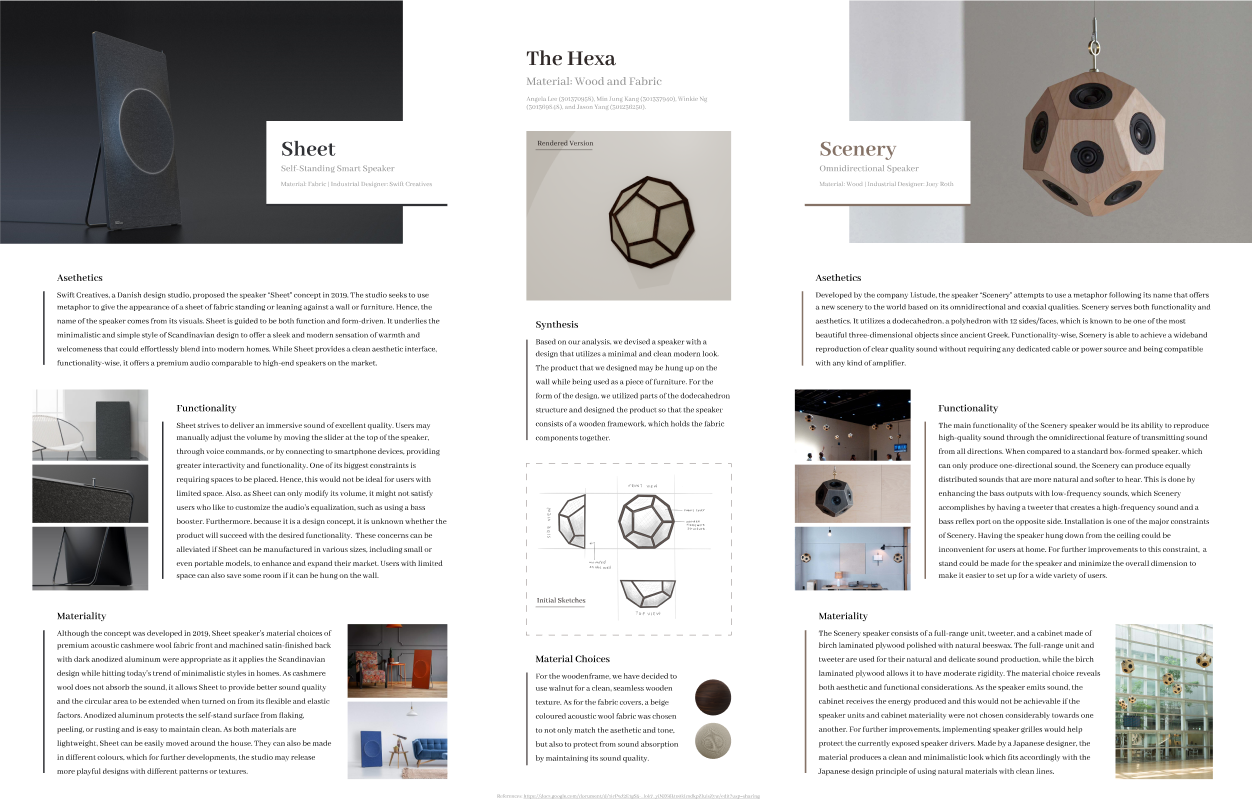 Sheet
Self-Standing Smart Speaker
Material: Fabric | Industrial Designer: Swift Creatives
Asethetics
Swift Creatives, a Danish design studio, proposed the speaker "Sheet" concept in 2019. The studio seeks to use
metaphor to give the appearance of a sheet of fabric standing or leaning against a wall or furniture. Hence, the
name of the speaker comes from its visuals. Sheet is guided to be both function and form-driven. It underlies the
minimalistic and simple style of Scandinavian design to offer a sleek and modern sensation of warmth and
welcomeness that could effortlessly blend into modern homes. While Sheet provides a clean aesthetic interface,
functionality-wise, it offers a premium audio comparable to high-end speakers on the market.
Functionality
Sheet strives to deliver an immersive sound of excellent quality. Users may
manually adjust the volume by moving the slider at the top of the speaker,
through voice commands, or by connecting to smartphone devices, providing
greater interactivity and functionality. One of its biggest constraints is
requiring spaces to be placed. Hence, this would not be ideal for users with
limited space. Also, as Sheet can only modify its volume, it might not satisfy
users who like to customize the audio's equalization, such as using a bass
booster. Furthermore, because it is a design concept, it is unknown whether the
product will succeed with the desired functionality. These concerns can be
alleviated if Sheet can be manufactured in various sizes, including small or
even portable models, to enhance and expand their market. Users with limited
space can also save some room if it can be hung on the wall.
Materiality
Although the concept was developed in 2019, Sheet speaker's material choices of
premium acoustic cashmere wool fabric front and machined satin-finished back
with dark anodized aluminum were appropriate as it applies the Scandinavian
design while hitting today's trend of minimalistic styles in homes. As cashmere
wool does not absorb the sound, it allows Sheet to provide better sound quality
and the circular area to be extended when turned on from its flexible and elastic
factors. Anodized aluminum protects the self-stand surface from flaking,
peeling, or rusting and is easy to maintain clean. As both materials are
lightweight, Sheet can be easily moved around the house. They can also be made
in different colours, which for further developments, the studio may release
more playful designs with different patterns or textures.
The Hexa
Material: Wood and Fabric
Angela Lee Min Jung Kang Winkie Ng
and Jason Yang
Rendered Version
Synthesis
Based on our analysis, we devised a speaker with a
design that utilizes a minimal and clean modern look.
The product that we designed may be hung up on the
wall while being used as a piece of furniture. For the
form of the design, we utilized parts of the dodecahedron
structure and designed the product so that the speaker
consists of a wooden framework, which holds the fabric
components together.
FRONT VIEW
SIDE VIEW
Initial Sketches
TOP VIEW
Material Choices
For the woodenframe, we have decided to
use walnut for a clean, seamless wooden
texture. As for the fabric covers, a beige
coloured acoustic wool fabric was chosen
to not only match the asethetic and tone,
but also to protect from sound absorption
by maintaining its sound quality.
References:
Scenery
Omnidirectional Speaker
Material: Wood | Industrial Designer: Joey Roth
Asethetics
Developed by the company Listude, the speaker "Scenery" attempts to use a metaphor following its name that offers
a new scenery to the world based on its omnidirectional and coaxial qualities. Scenery serves both functionality and
aesthetics. It utilizes a dodecahedron, a polyhedron with 12 sides/faces, which is known to be one of the most
beautiful three-dimensional objects since ancient Greek. Functionality-wise, Scenery is able to achieve a wideband
reproduction of clear quality sound without requiring any dedicated cable or power source and being compatible
with any kind of amplifier.
Functionality
The main functionality of the Scenery speaker would be its ability to reproduce
high-quality sound through the omnidirectional feature of transmitting sound
from all directions. When compared to a standard box-formed speaker, which
can only produce one-directional sound, the Scenery can produce equally
distributed sounds that are more natural and softer to hear. This is done by
enhancing the bass outputs with low-frequency sounds, which Scenery
accomplishes by having a tweeter that creates a high-frequency sound and a
bass reflex port on the opposite side. Installation is one of the major constraints
of Scenery. Having the speaker hung down from the ceiling could be
inconvenient for users at home. For further improvements to this constraint, a
stand could be made for the speaker and minimize the overall dimension to
make it easier to set up for a wide variety of users.
Materiality
The Scenery speaker consists of a full-range unit, tweeter, and a cabinet made of
birch laminated plywood polished with natural beeswax. The full-range unit and
tweeter are used for their natural and delicate sound production, while the birch
laminated plywood allows it to have moderate rigidity. The material choice reveals
both aesthetic and functional considerations. As the speaker emits sound, the
cabinet receives the energy produced and this would not be achievable if the
speaker units and cabinet materiality were not chosen considerately towards one
another. For further improvements, implementing speaker grilles would help
protect the currently exposed speaker drivers. Made by a Japanese designer, the
material produces a clean and minimalistic look which fits accordingly with the
Japanese design principle of using natural materials with clean lines.